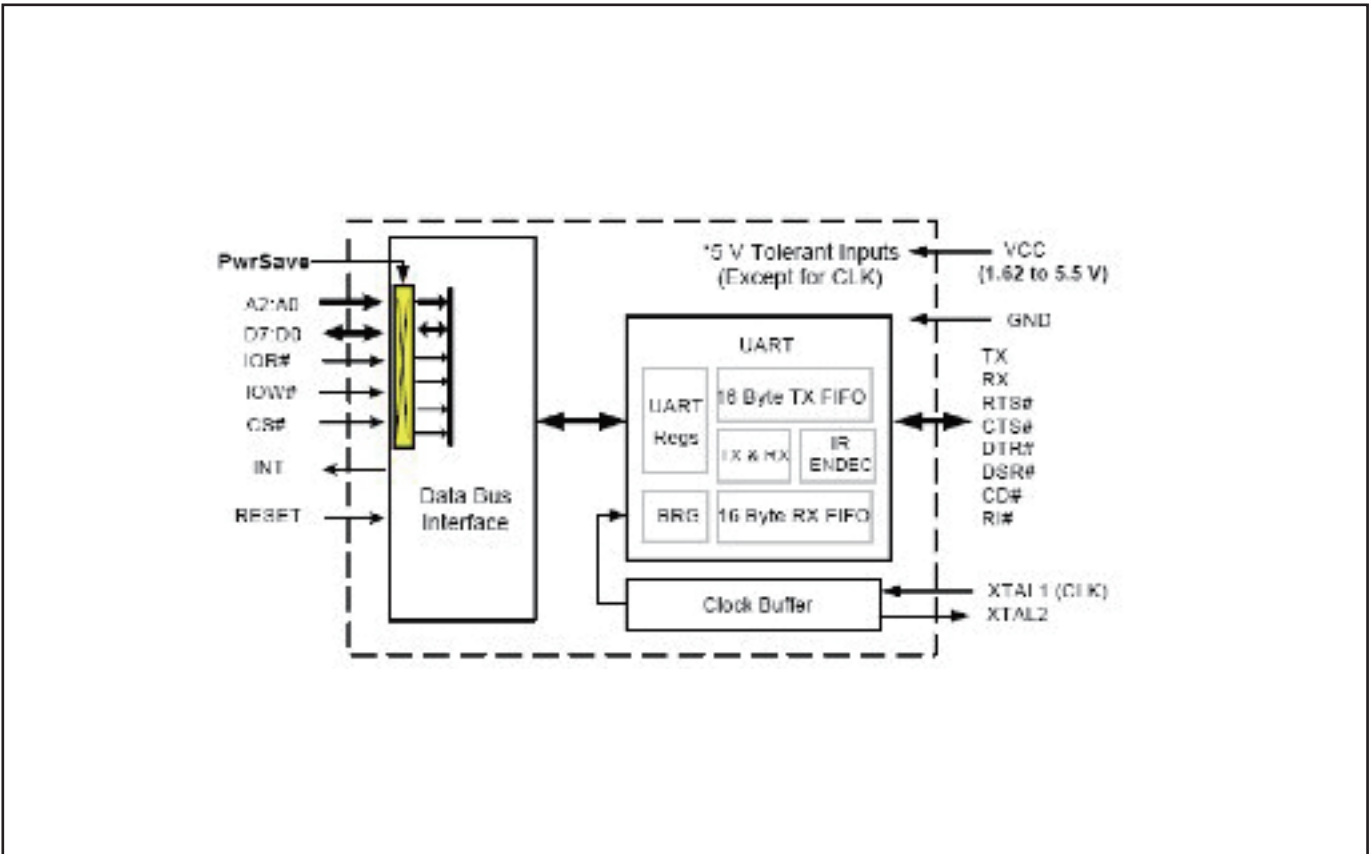 PwrSave
A2:A0
D7:D0
IOR#
IOW#
CS#
INT
RESET
Data Bus
Interface
*5 V Tolerant Inputs
(Except for CLK)
UART
UART
Regs
16 Byte TX FIFO
TX & RX
IR
ENDEC
BRG
16 Byte RX FIFO
Clock Buffer
VCC
(1.62 to 5.5 V)
GND
TX
RX
RTS#
CTS#
DTR#
DSR#
CD#
RI#
XTAL1 (CLK)
XTAL2